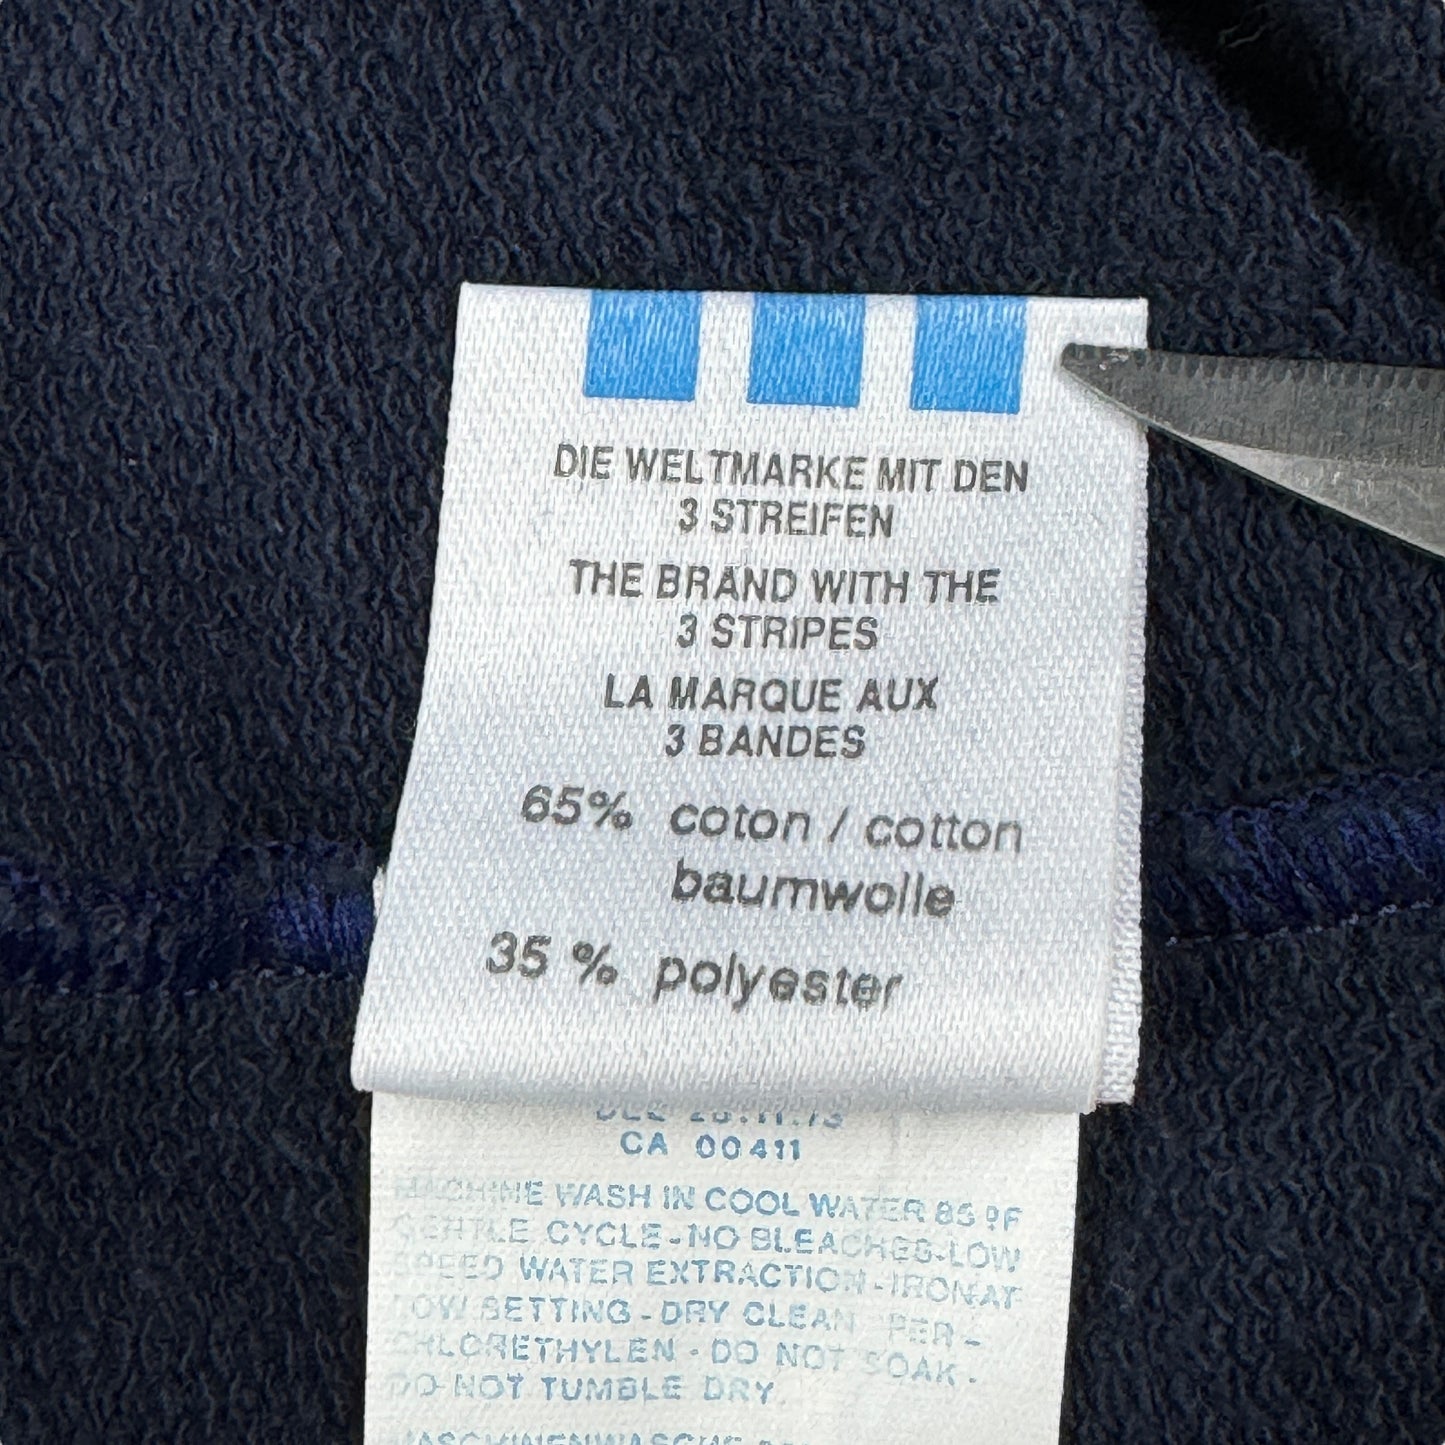 DIE WELTMARKE MIT DEN
3 STREIFEN
THE BRAND WITH THE
3 STRIPES
LA MARQUE AUX
3 BANDES
65% coton / cotton
baumwolle
35 % polyester
CA 00411
MACHINE WASH IN COOL WATER 85 ºF
GENTLE CYCLE - NO BLEACHES - LOW
SPEED WATER EXTRACTION - IRON AT
LOW SETTING - DRY CLEAN PER -
CHLORETHYLEN - DO NOT SOAK -
DO NOT TUMBLE DRY